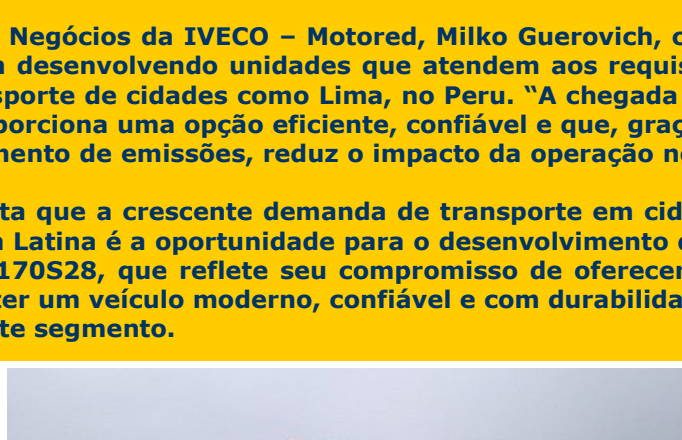 Negócios da IVECO – Motored, Milko Guerovich, c
desenvolvendo unidades que atendem aos requis
sporte de cidades como Lima, no Peru. “A chegada
porciona uma opção eficiente, confiável e que, graç
mento de emissões, reduz o impacto da operação n
ta que a crescente demanda de transporte em cid
a Latina é a oportunidade para o desenvolvimento
170S28, que reflete seu compromisso de oferecer
ter um veículo moderno, confiável e com durabilida
te segmento.